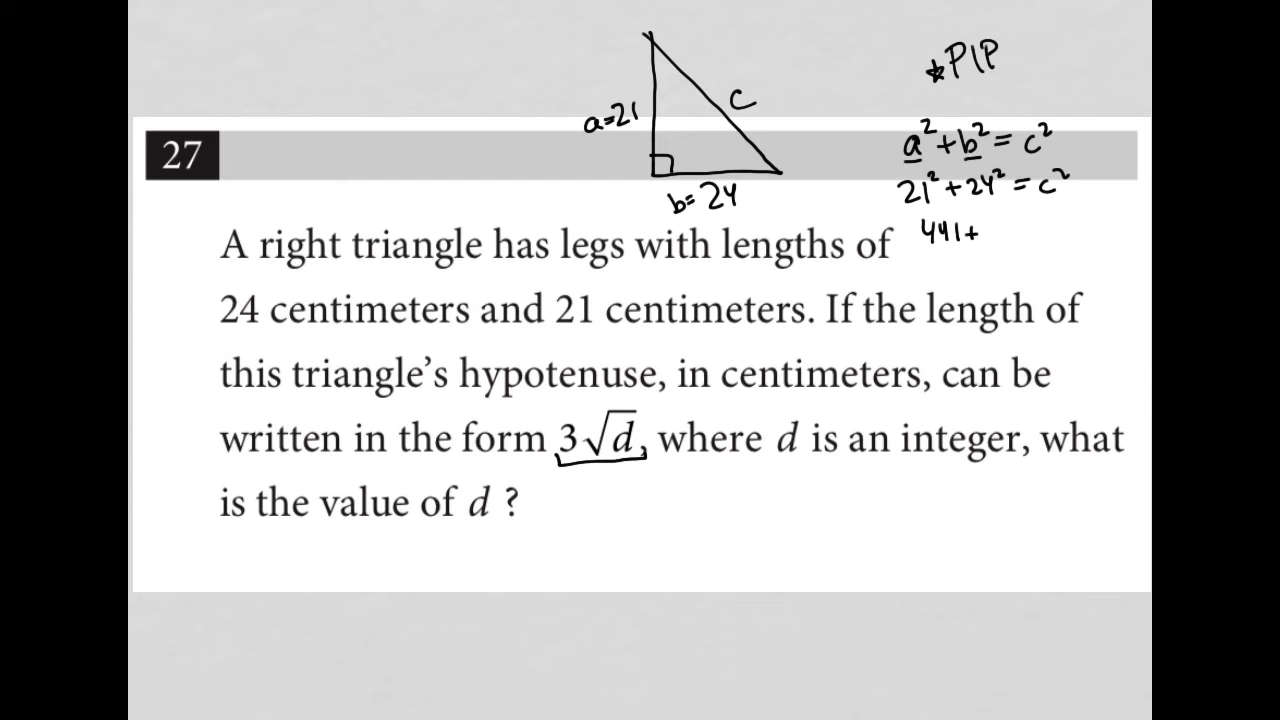 *PIP
a=21
c
b=24
a²+b²=c²
21²+24²=c²
441+
27
A right triangle has legs with lengths of
24 centimeters and 21 centimeters. If the length of
this triangle’s hypotenuse, in centimeters, can be
written in the form 3√d, where d is an integer, what
is the value of d ?